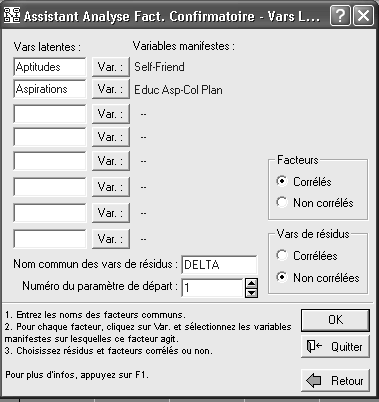 Assistant Analyse Fact. Confirmatoire - Vars L...
Vars latentes : Variables manifestes :
Aptitudes Var. : Self-Friend
Aspirations Var. : Educ Asp-Col Plan
Var. : --
Var. : --
Var. : --
Var. : --
Var. : --
Var. : --
Facteurs
Corrélés
Non corrélés
Vars de résidus
Corrélées
Non corrélées
Nom commun des vars de résidus : DELTA
Numéro du paramètre de départ : 1
1. Entrez les noms des facteurs communs.
2. Pour chaque facteur, cliquez sur Var. et sélectionnez les variables
manifestes sur lesquelles ce facteur agit.
3. Choisissez résidus et facteurs corrélés ou non.
Pour plus d'infos, appuyez sur F1.
OK
Quitter
Retour